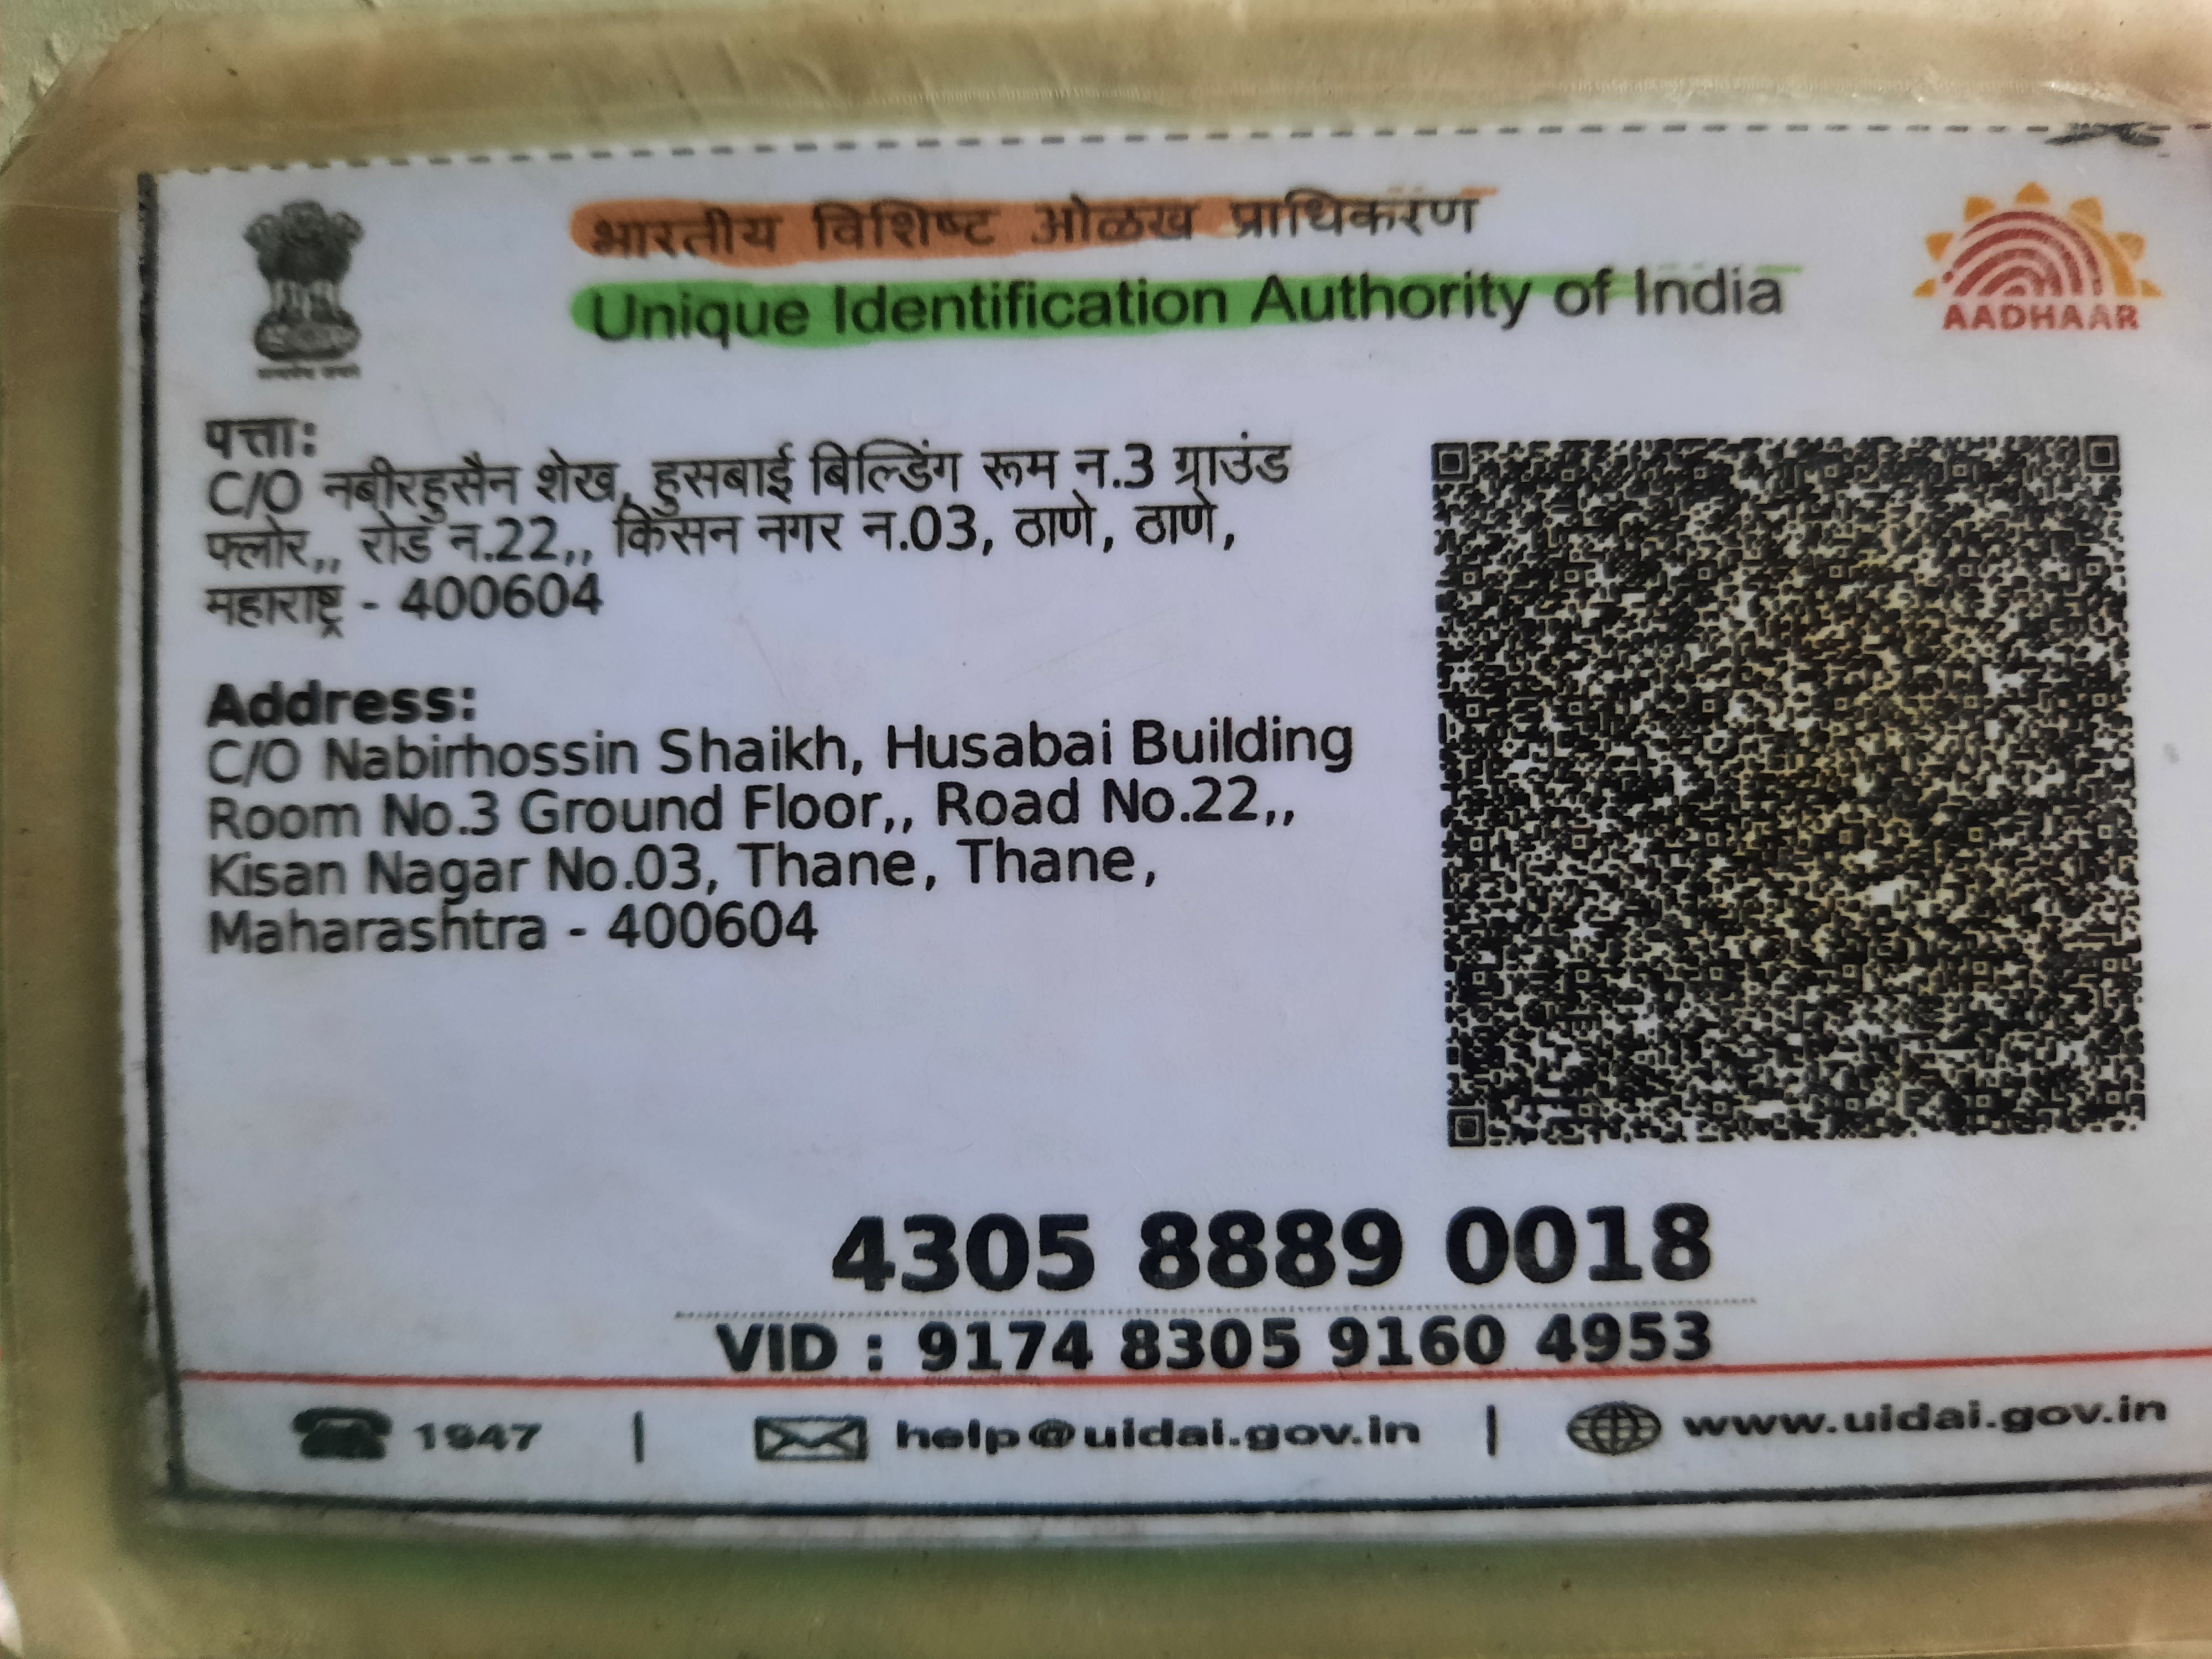 भारतीय विशिष्ट ओळख प्राधिकरण
Unique Identification Authority of India
AADHAAR
पत्ता:
C/O नबीरहुसैन शेख, हुसबाई बिल्डिंग रूम न.3 ग्राउंड
फ्लोर,, रोड न.22,, किसन नगर न.03, ठाणे, ठाणे,
महाराष्ट्र - 400604
Address:
C/O Nabirhossin Shaikh, Husabai Building
Room No.3 Ground Floor,, Road No.22,,
Kisan Nagar No.03, Thane, Thane,
Maharashtra - 400604
4305 8889 0018
VID : 9174 8305 9160 4953
1947 | help@uidai.gov.in | www.uidai.gov.in